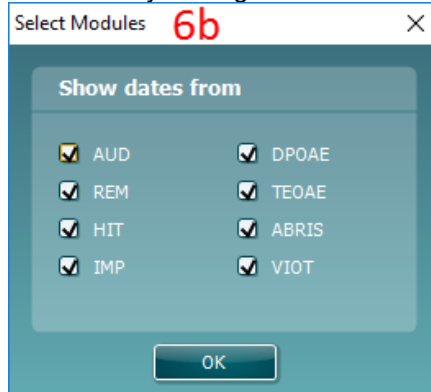 Select Modules 6b
Show dates from
AUD DPOAE
REM TEOAE
HIT ABRIS
IMP VIOT
OK